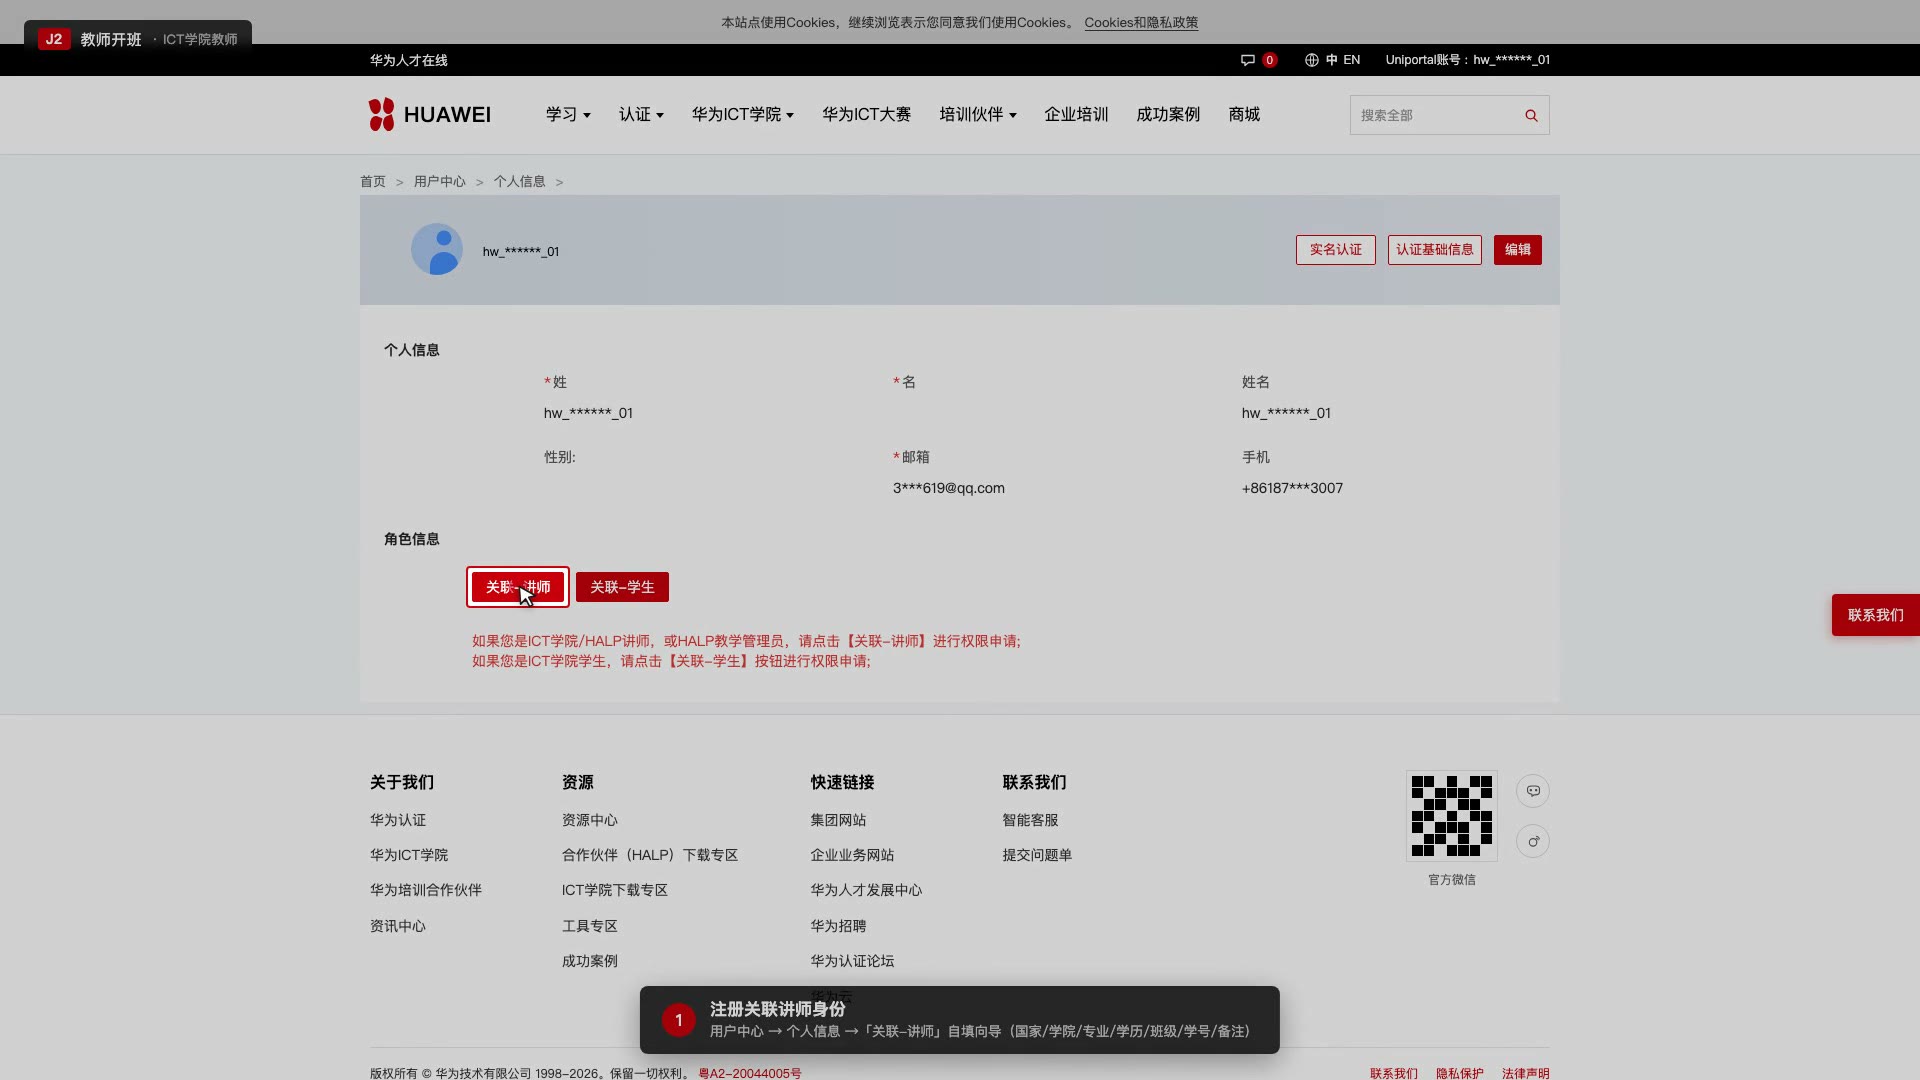 本站点使用Cookies，继续浏览表示您同意我们使用Cookies。 Cookies和隐私政策
J2 教师开班 · ICT学院教师
华为人才在线 0 中 EN Uniportal账号 : hw_******_01
HUAWEI 学习 认证 华为ICT学院 华为ICT大赛 培训伙伴 企业培训 成功案例 商城 搜索全部
首页 > 用户中心 > 个人信息 >
hw_******_01 实名认证 认证基础信息 编辑
个人信息
*姓 *名 姓名
hw_******_01 hw_******_01
性别: *邮箱 手机
3***619@qq.com +86187***3007
角色信息
关联-讲师 关联-学生
如果您是ICT学院/HALP讲师，或HALP教学管理员，请点击【关联-讲师】进行权限申请;
如果您是ICT学院学生，请点击【关联-学生】按钮进行权限申请;
联系我们
关于我们 资源 快速链接 联系我们
华为认证 资源中心 集团网站 智能客服
华为ICT学院 合作伙伴（HALP）下载专区 企业业务网站 提交问题单
华为培训合作伙伴 ICT学院下载专区 华为人才发展中心 官方微信
资讯中心 工具专区 华为招聘
成功案例 华为认证论坛
华为云
1 注册关联讲师身份
用户中心 → 个人信息 →「关联-讲师」自填向导（国家/学院/专业/学历/班级/学号/备注）
版权所有 © 华为技术有限公司 1998-2026。保留一切权利。 粤A2-20044005号 联系我们 隐私保护 法律声明